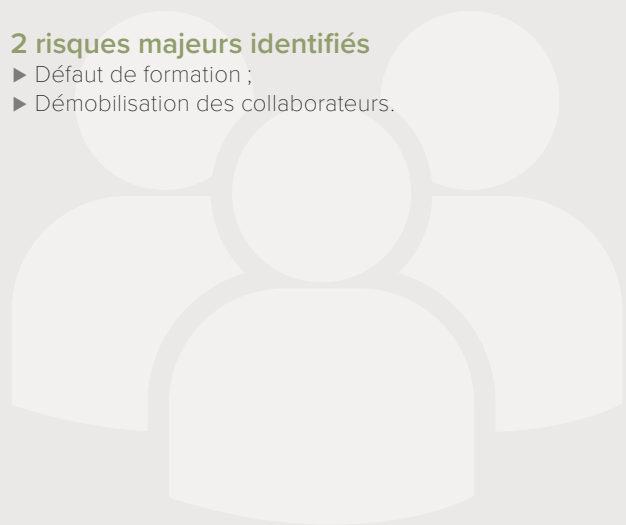 2 risques majeurs identifiés
▶ Défaut de formation ;
▶ Démobilisation des collaborateurs.